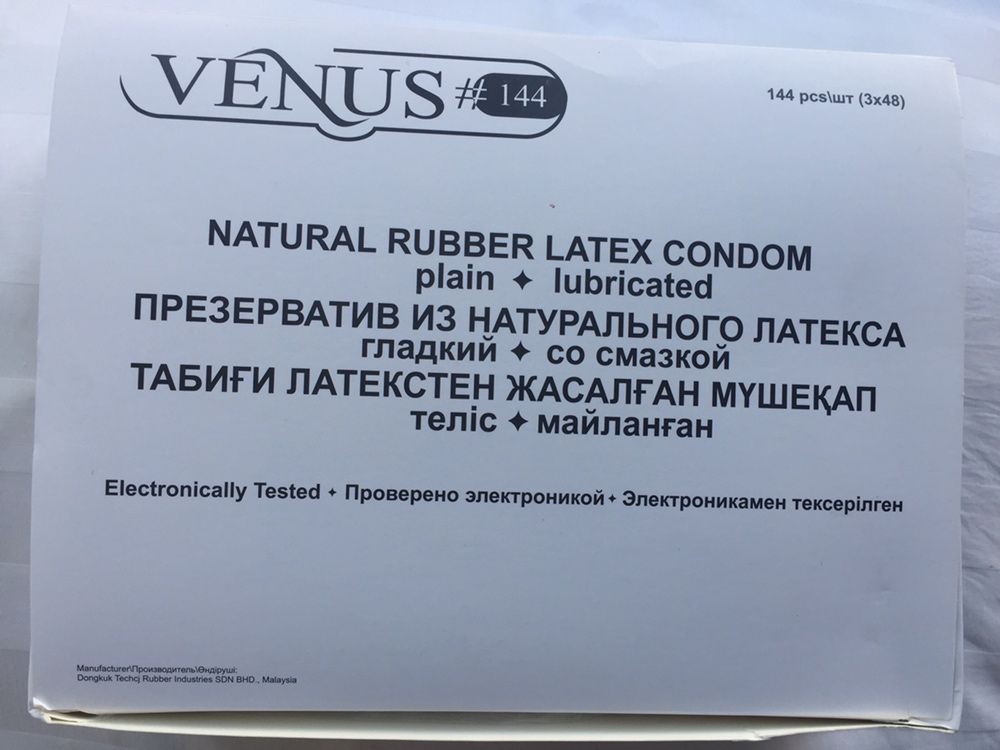 VENUS # 144
144 pcs\шт (3x48)
NATURAL RUBBER LATEX CONDOM
plain ✦ lubricated
ПРЕЗЕРВАТИВ ИЗ НАТУРАЛЬНОГО ЛАТЕКСА
гладкий ✦ со смазкой
ТАБИҒИ ЛАТЕКСТЕН ЖАСАЛҒАН МҮШЕҚАП
теліс ✦ майланған
Electronically Tested ✦ Проверено электроникой ✦ Электроникамен тексерілген
Manufacturer\Производитель\Өндіруші:
Dongkuk Techcj Rubber Industries SDN BHD., Malaysia